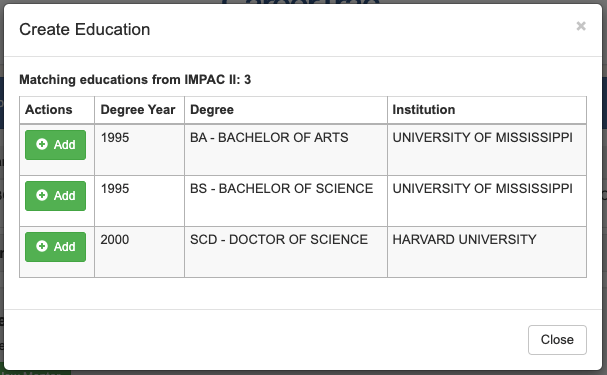 Create Education ×
Matching educations from IMPAC II: 3
Actions Degree Year Degree Institution
Add 1995 BA - BACHELOR OF ARTS UNIVERSITY OF MISSISSIPPI
Add 1995 BS - BACHELOR OF SCIENCE UNIVERSITY OF MISSISSIPPI
Add 2000 SCD - DOCTOR OF SCIENCE HARVARD UNIVERSITY
Close